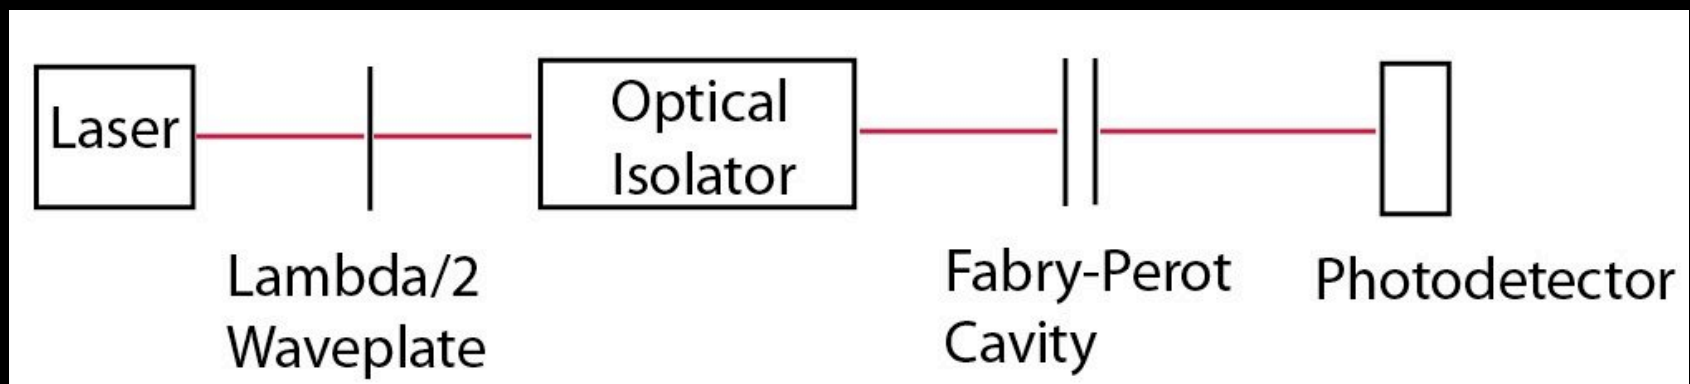 Laser
Optical
Isolator
Lambda/2
Waveplate
Fabry-Perot
Cavity
Photodetector